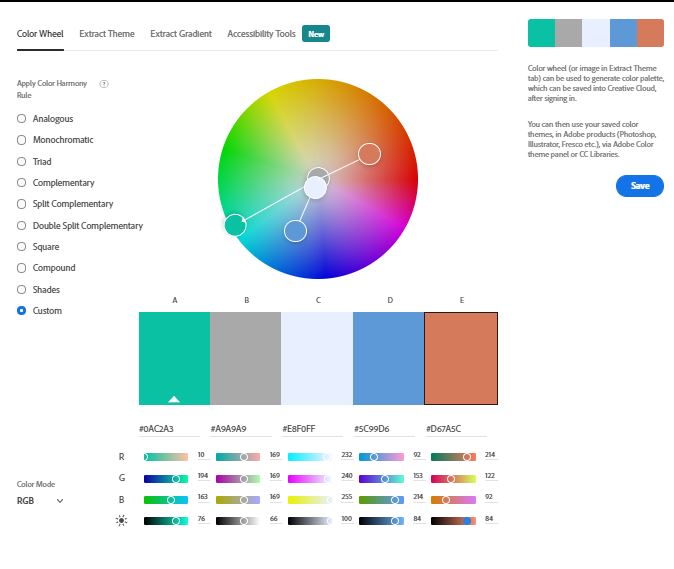 Color Wheel
Extract Theme
Extract Gradient
Accessibility Tools
New
Apply Color Harmony
Rule
?
Analogous
Monochromatic
Triad
Complementary
Split Complementary
Double Split Complementary
Square
Compound
Shades
Custom
A B C D E
#0AC2A3 #A9A9A9 #E8F0FF #5C99D6 #D67A5C
R 10 169 232 92 214
G 194 169 240 153 122
B 163 169 255 214 92
76 66 100 84 84
Color Mode
RGB
Color wheel (or image in Extract Theme
tab) can be used to generate color palette,
which can be saved into Creative Cloud,
after signing in.
You can then use your saved color
themes, in Adobe products (Photoshop,
Illustrator, Fresco etc.), via Adobe Color
theme panel or CC Libraries.
Save